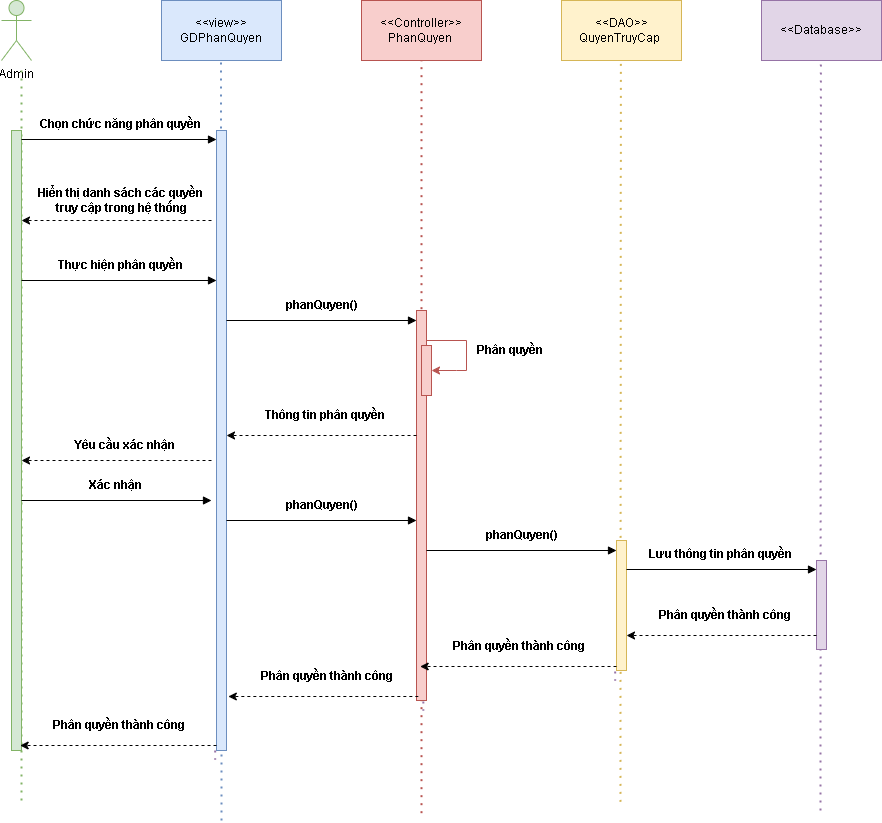 <<view>>
GDPhanQuyen
<<Controller>>
PhanQuyen
<<DAO>>
QuyenTruyCap
<<Database>>
Admin
Chọn chức năng phân quyền
Hiển thị danh sách các quyền
truy cập trong hệ thống
Thực hiện phân quyền
phanQuyen()
Phân quyền
Thông tin phân quyền
Yêu cầu xác nhận
Xác nhận
phanQuyen()
phanQuyen()
Lưu thông tin phân quyền
Phân quyền thành công
Phân quyền thành công
Phân quyền thành công
Phân quyền thành công